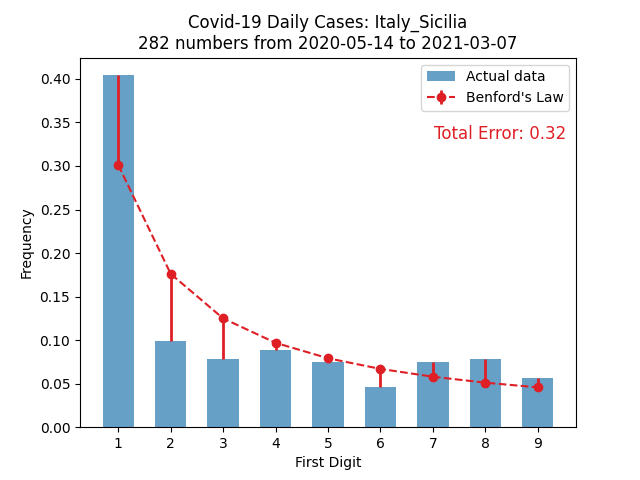 Covid-19 Daily Cases: Italy_Sicilia
282 numbers from 2020-05-14 to 2021-03-07
Actual data
Benford's Law
Total Error: 0.32
Frequency
0.40
0.35
0.30
0.25
0.20
0.15
0.10
0.05
0.00
1 2 3 4 5 6 7 8 9
First Digit